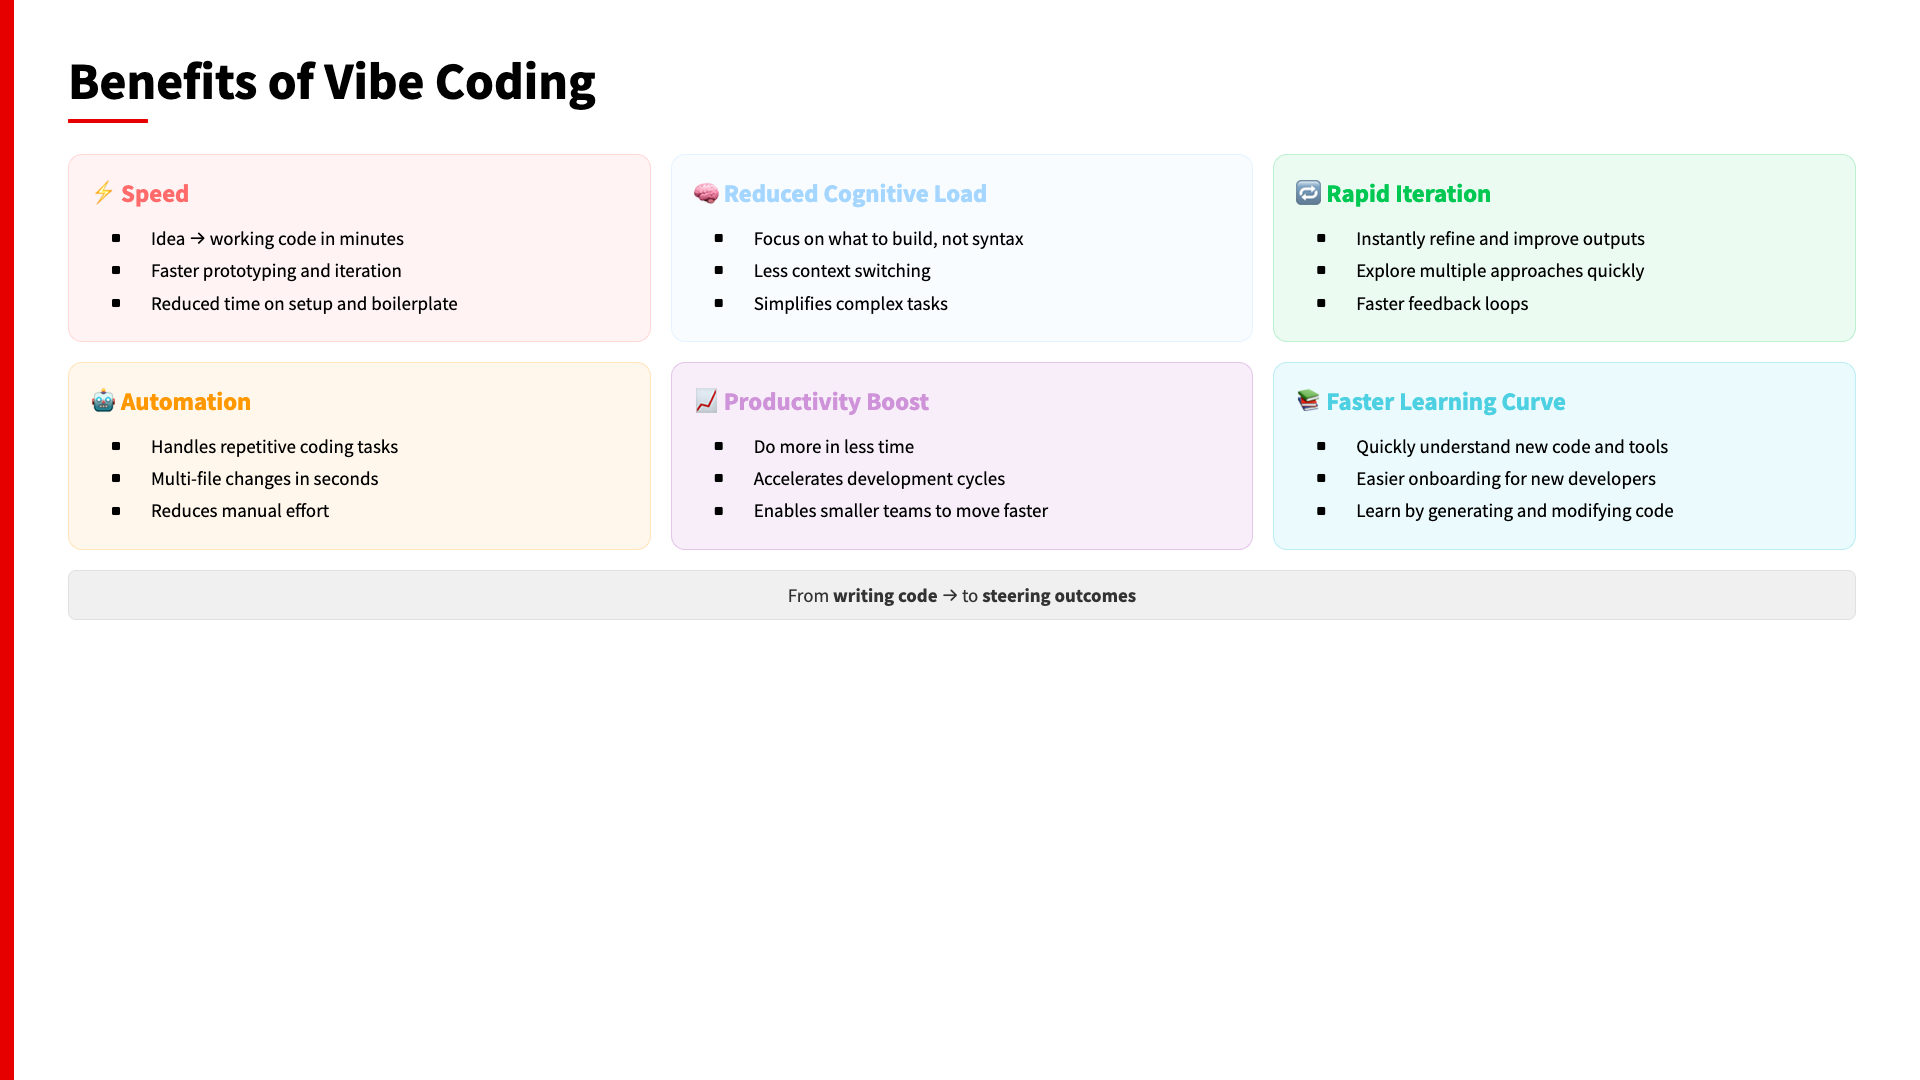 Benefits of Vibe Coding
⚡ Speed
▪ Idea → working code in minutes
▪ Faster prototyping and iteration
▪ Reduced time on setup and boilerplate
🧠 Reduced Cognitive Load
▪ Focus on what to build, not syntax
▪ Less context switching
▪ Simplifies complex tasks
🔁 Rapid Iteration
▪ Instantly refine and improve outputs
▪ Explore multiple approaches quickly
▪ Faster feedback loops
🤖 Automation
▪ Handles repetitive coding tasks
▪ Multi-file changes in seconds
▪ Reduces manual effort
📈 Productivity Boost
▪ Do more in less time
▪ Accelerates development cycles
▪ Enables smaller teams to move faster
📚 Faster Learning Curve
▪ Quickly understand new code and tools
▪ Easier onboarding for new developers
▪ Learn by generating and modifying code
From writing code → to steering outcomes